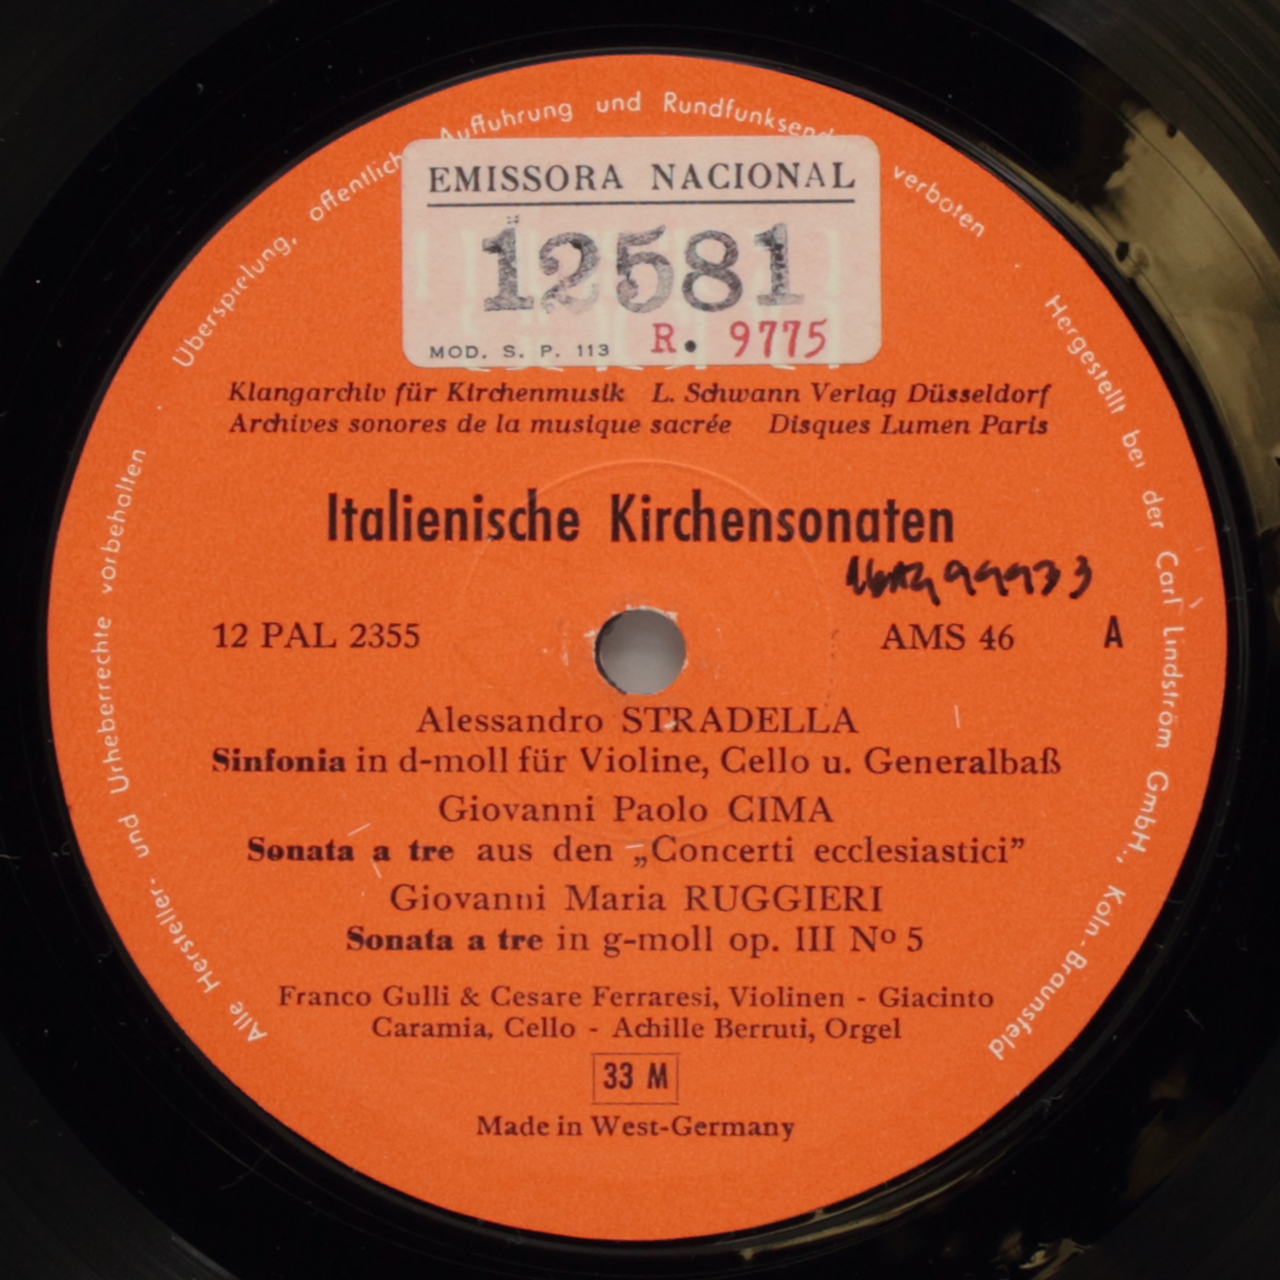 Alle Hersteller- und Urheberrechte vorbehalten
Überspielung, öffentliche Aufführung und Rundfunksend verboten
Hergestellt bei der Carl Lindström GmbH., Köln-Braunsfeld
EMISSORA NACIONAL
12581
MOD. S. P. 113 R. 9775
Klangarchiv für Kirchenmusik L. Schwann Verlag Düsseldorf
Archives sonores de la musique sacrée Disques Lumen Paris
Italienische Kirchensonaten
12 PAL 2355 AMS 46 A
Alessandro STRADELLA
Sinfonia in d-moll für Violine, Cello u. Generalbaß
Giovanni Paolo CIMA
Sonata a tre aus den „Concerti ecclesiastici”
Giovanni Maria RUGGIERI
Sonata a tre in g-moll op. III Nº 5
Franco Gulli & Cesare Ferraresi, Violinen - Giacinto
Caramia, Cello - Achille Berruti, Orgel
33 M
Made in West-Germany